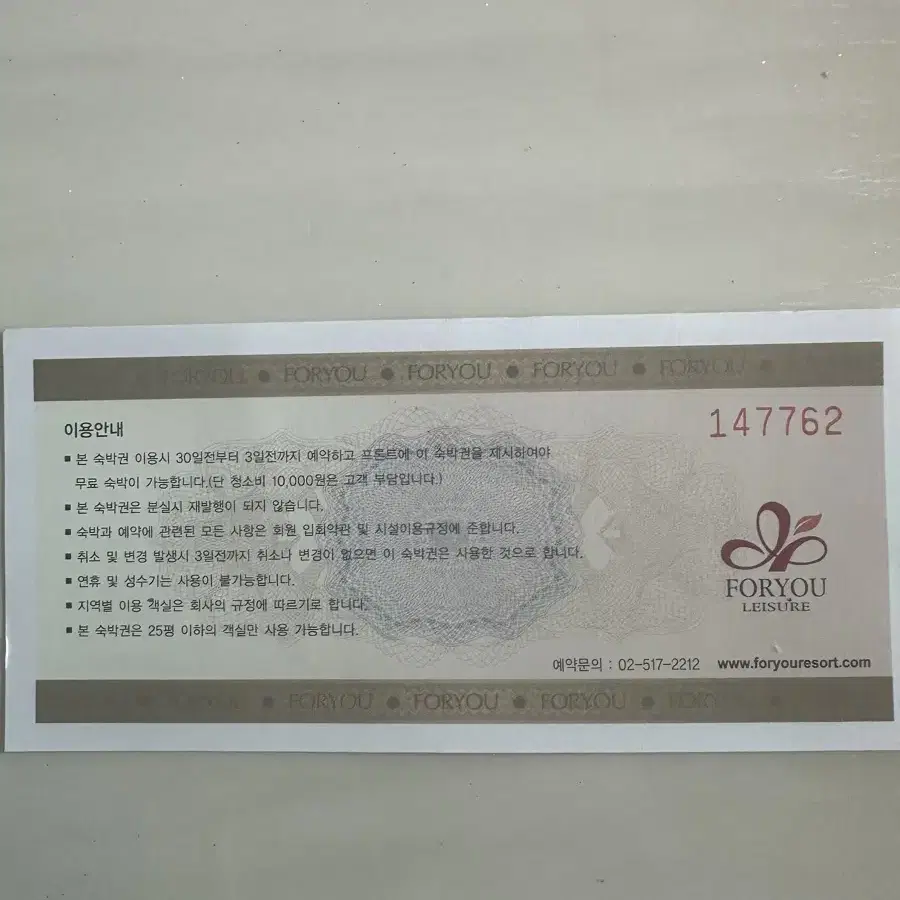 FORYOU ● FORYOU ● FORYOU ● FORYOU ● FORYOU
147762
이용안내
■ 본 숙박권 이용시 30일전부터 3일전까지 예약하고 프론트에 이 숙박권을 제시하여야
무료 숙박이 가능합니다.(단 청소비 10,000원은 고객 부담입니다.)
■ 본 숙박권은 분실시 재발행이 되지 않습니다.
■ 숙박과 예약에 관련된 모든 사항은 회원 입회약관 및 시설이용규정에 준합니다.
■ 취소 및 변경 발생시 3일전까지 취소나 변경이 없으면 이 숙박권은 사용한 것으로 합니다.
■ 연휴 및 성수기는 사용이 불가능합니다.
■ 지역별 이용 객실은 회사의 규정에 따르기로 합니다.
■ 본 숙박권은 25평 이하의 객실만 사용 가능합니다.
FORYOU
LEISURE
예약문의 : 02-517-2212 www.foryouresort.com
● FORYOU ● FORYOU ● FORYOU ●